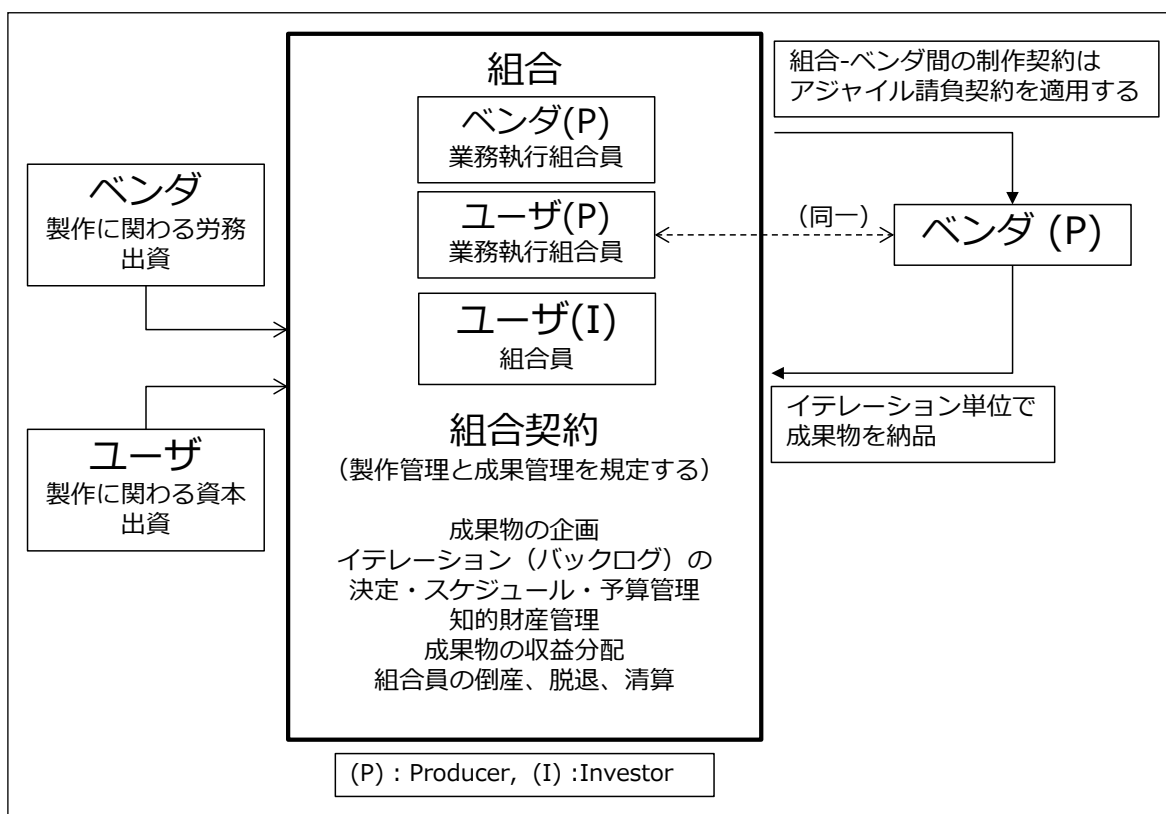 組合
ベンダ(P)
業務執行組合員
ユーザ(P)
業務執行組合員
ユーザ(I)
組合員
組合契約
（製作管理と成果管理を規定する）
成果物の企画
イテレーション（バックログ）の
決定・スケジュール・予算管理
知的財産管理
成果物の収益分配
組合員の倒産、脱退、清算
ベンダ
製作に関わる労務
出資
ユーザ
製作に関わる資本
出資
組合-ベンダ間の制作契約は
アジャイル請負契約を適用する
（同一）
ベンダ (P)
イテレーション単位で
成果物を納品
(P) : Producer, (I) :Investor